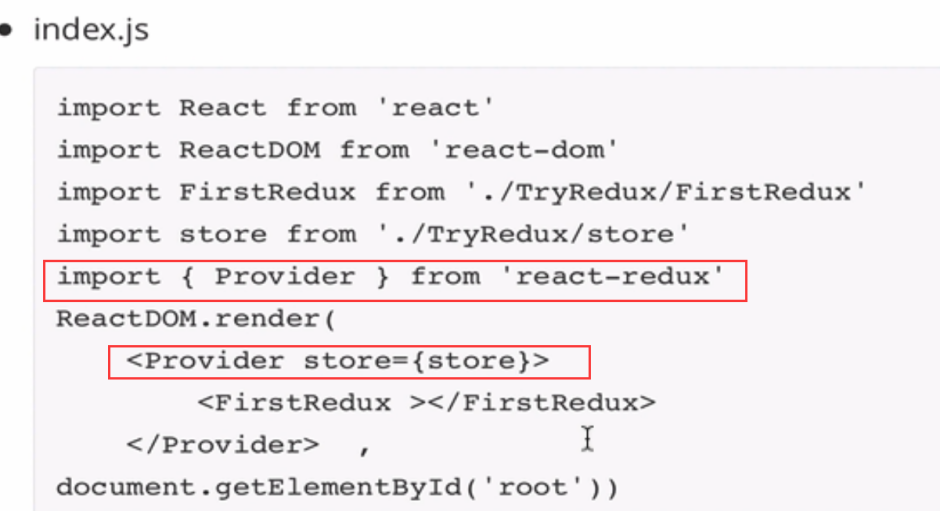 index.js
import React from 'react'
import ReactDOM from 'react-dom'
import FirstRedux from './TryRedux/FirstRedux'
import store from './TryRedux/store'
import { Provider } from 'react-redux'
ReactDOM.render(
<Provider store={store}>
<FirstRedux ></FirstRedux>
</Provider>  ,
document.getElementById('root'))